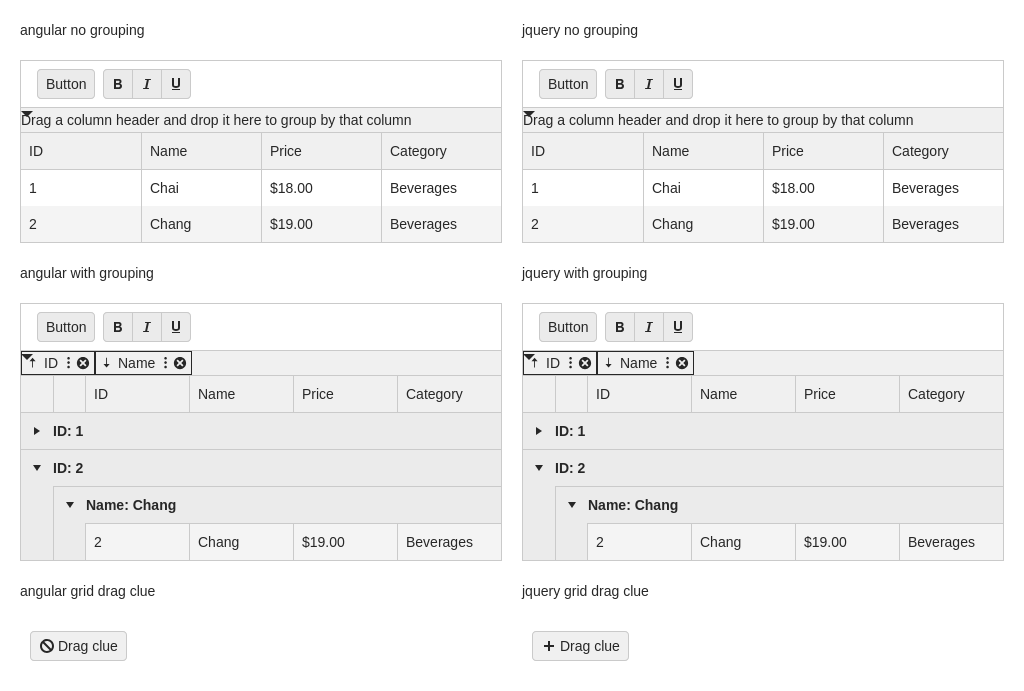 angular no grouping
Button B I U
Drag a column header and drop it here to group by that column
ID Name Price Category
1 Chai $18.00 Beverages
2 Chang $19.00 Beverages
angular with grouping
Button B I U
ID Name
ID Name Price Category
ID: 1
ID: 2
Name: Chang
2 Chang $19.00 Beverages
angular grid drag clue
Drag clue
jquery no grouping
Button B I U
Drag a column header and drop it here to group by that column
ID Name Price Category
1 Chai $18.00 Beverages
2 Chang $19.00 Beverages
jquery with grouping
Button B I U
ID Name
ID Name Price Category
ID: 1
ID: 2
Name: Chang
2 Chang $19.00 Beverages
jquery grid drag clue
Drag clue